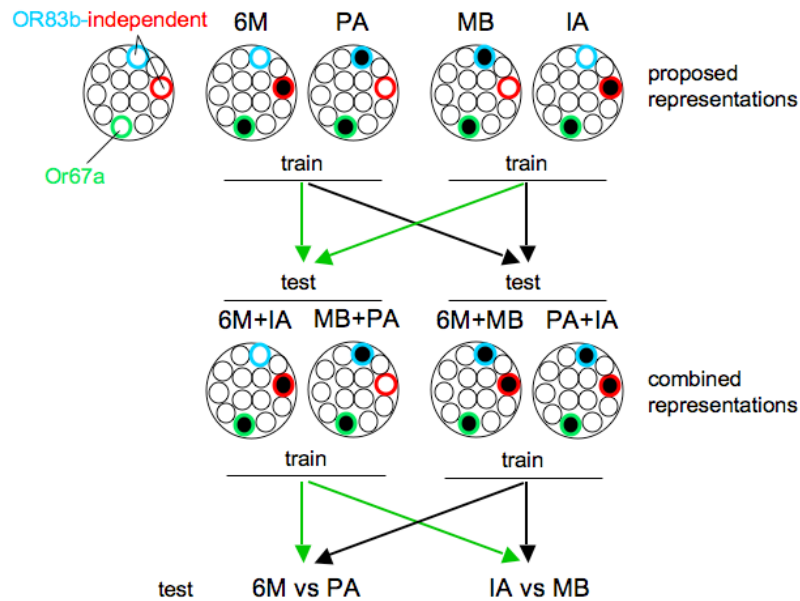 OR83b-independent
6M PA MB IA
proposed
representations
Or67a
train train
test test
6M+IA MB+PA 6M+MB PA+IA
combined
representations
train train
test 6M vs PA IA vs MB